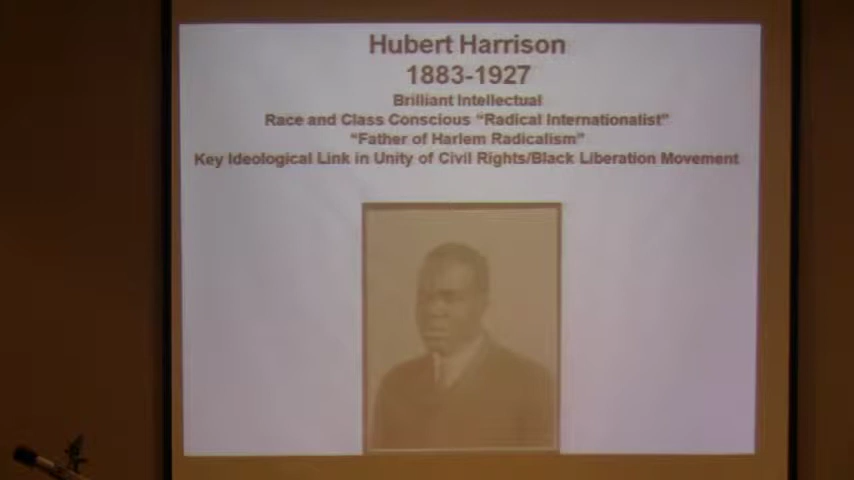 Hubert Harrison
1883-1927
Brilliant Intellectual
Race and Class Conscious “Radical Internationalist”
“Father of Harlem Radicalism”
Key Ideological Link in Unity of Civil Rights/Black Liberation Movement